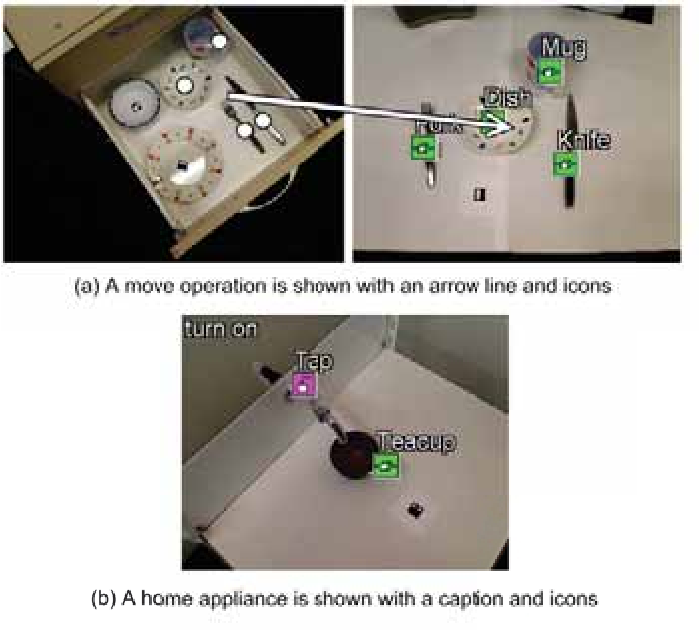 Mug
Dish
Fork
Knife
(a) A move operation is shown with an arrow line and icons
turn on
Tap
Teacup
(b) A home appliance is shown with a caption and icons